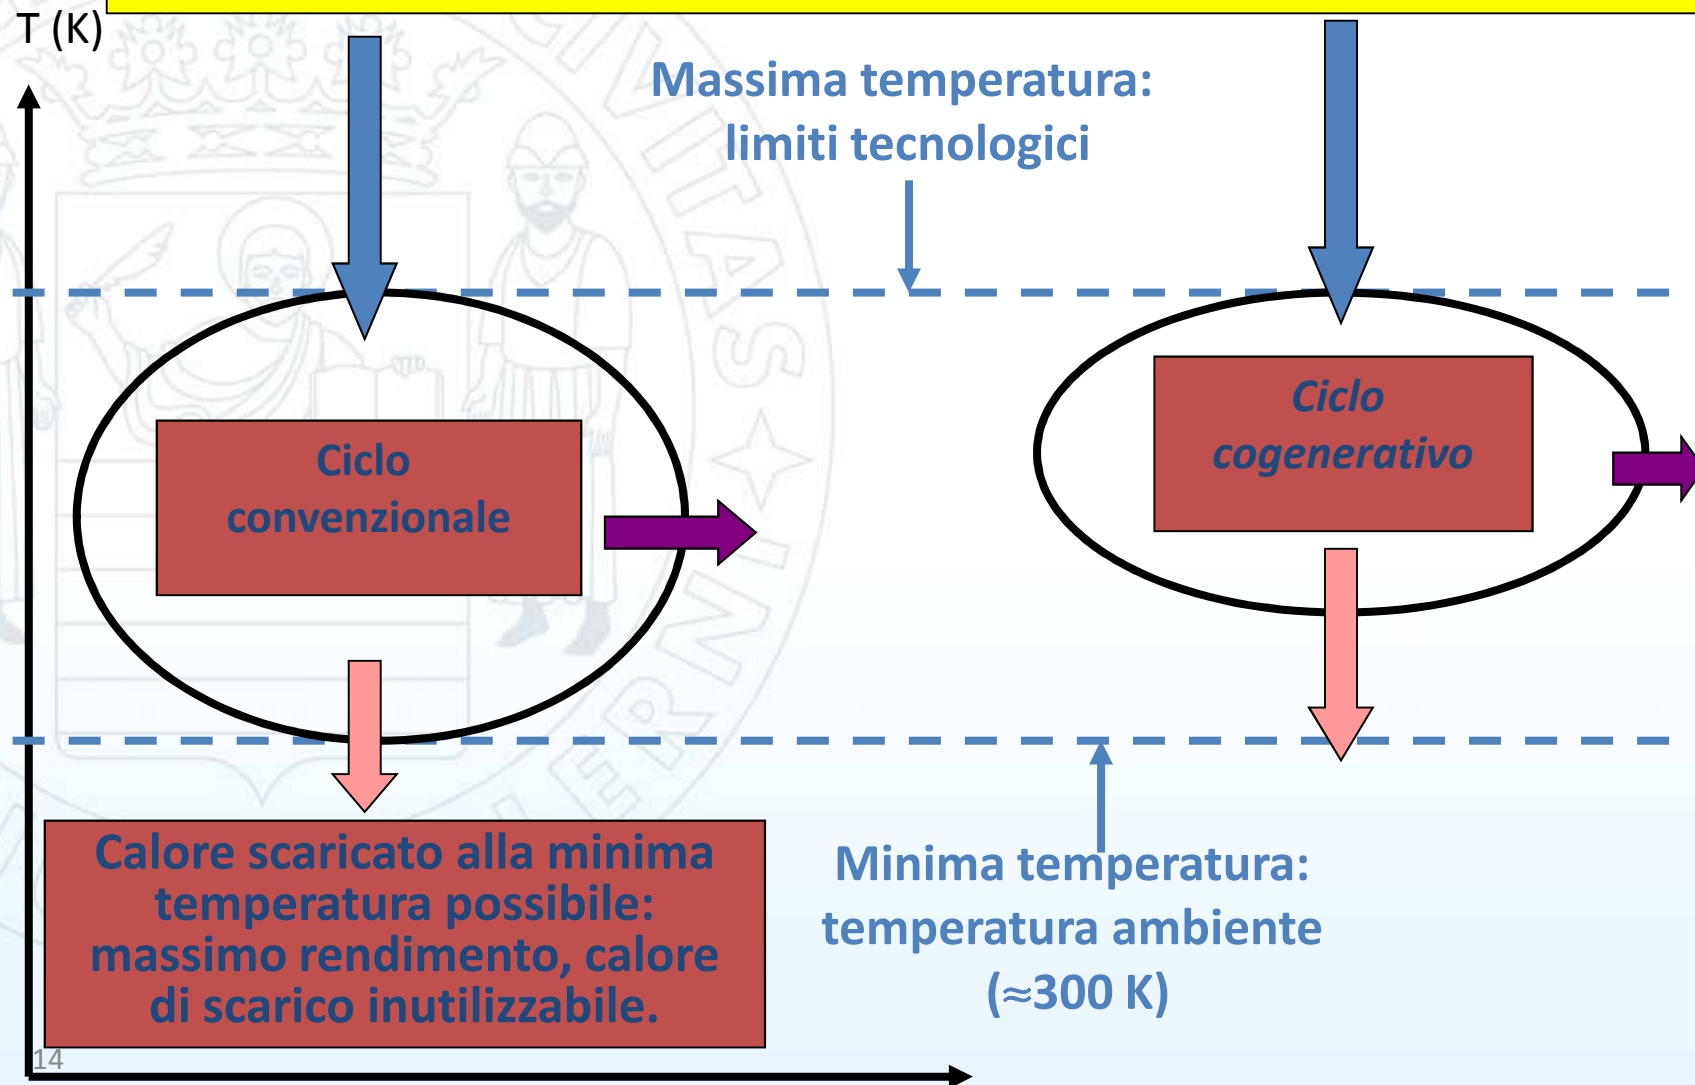 T (K)
Massima temperatura:
limiti tecnologici
Ciclo
cogenerativo
Ciclo
convenzionale
Calore scaricato alla minima
temperatura possibile:
massimo rendimento, calore
di scarico inutilizzabile.
Minima temperatura:
temperatura ambiente
(≈300 K)
14